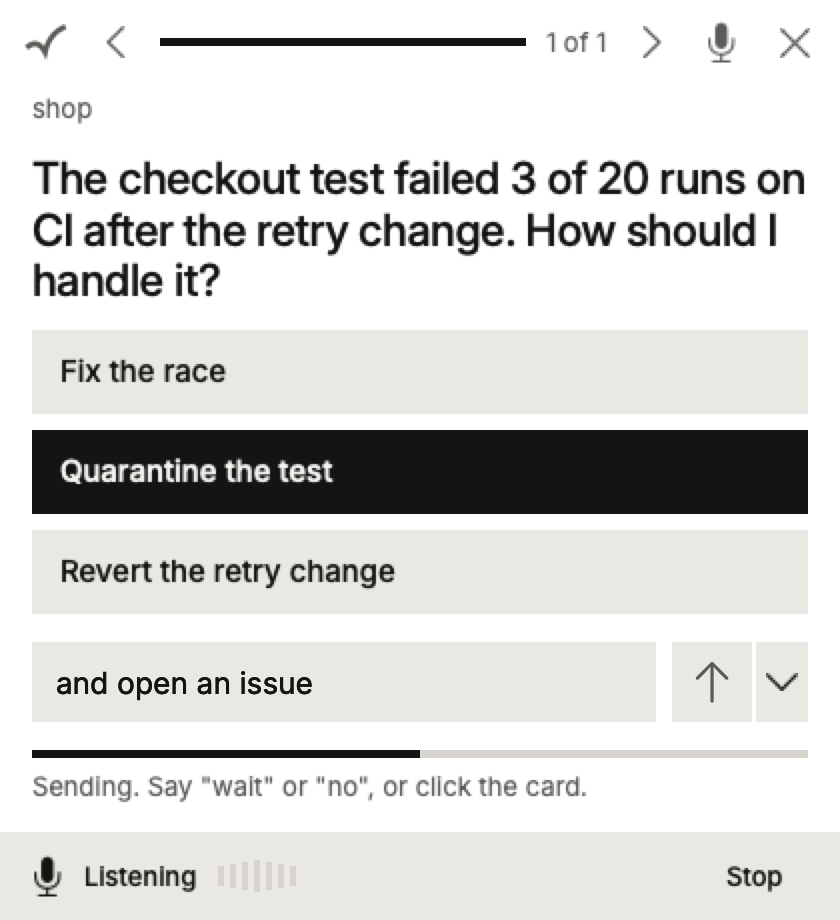 1 of 1
shop
The checkout test failed 3 of 20 runs on
CI after the retry change. How should I
handle it?
Fix the race
Quarantine the test
Revert the retry change
and open an issue
Sending. Say "wait" or "no", or click the card.
Listening
Stop